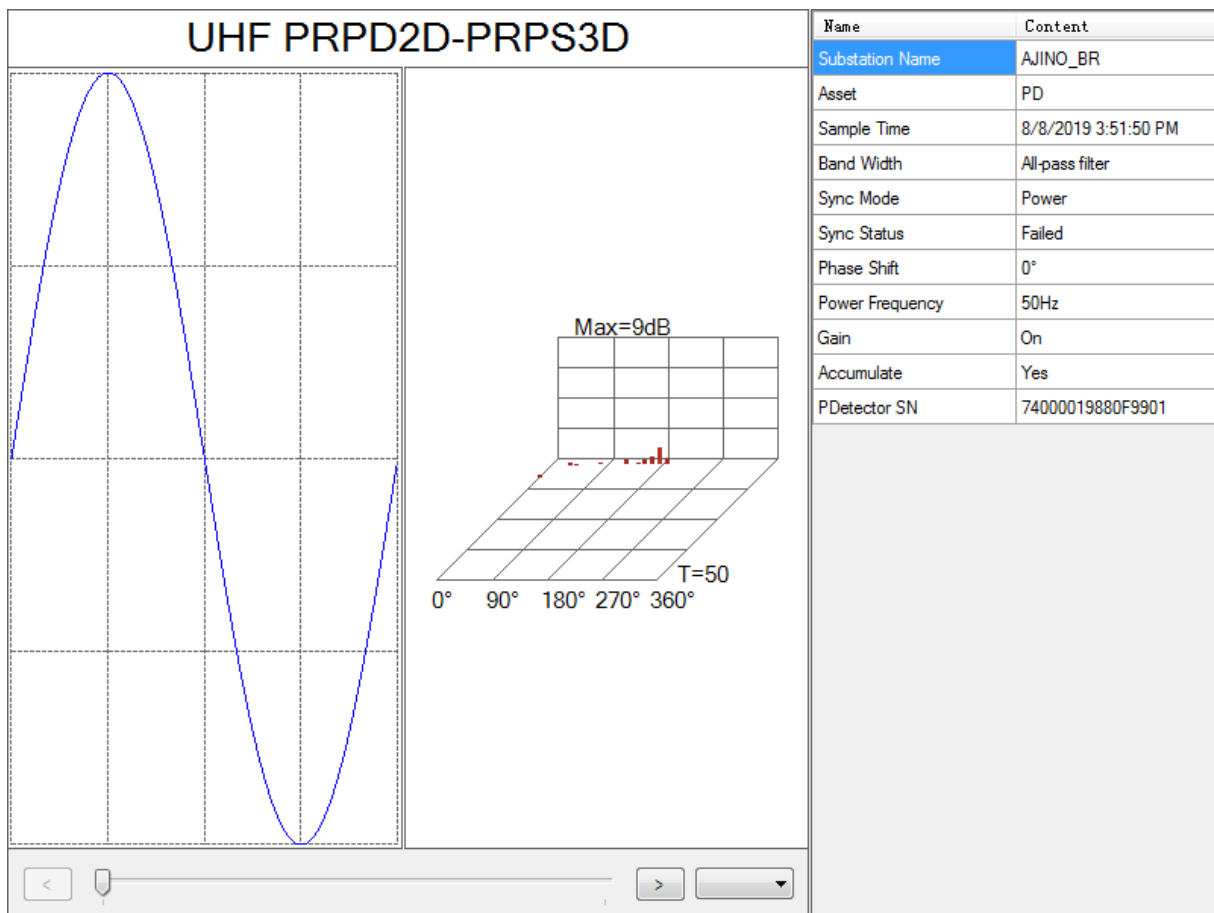 UHF PRPD2D-PRPS3D
Max=9dB
T=50
0° 90° 180° 270° 360°
< >
Name Content
Substation Name AJINO_BR
Asset PD
Sample Time 8/8/2019 3:51:50 PM
Band Width All-pass filter
Sync Mode Power
Sync Status Failed
Phase Shift 0°
Power Frequency 50Hz
Gain On
Accumulate Yes
PDetector SN 74000019880F9901